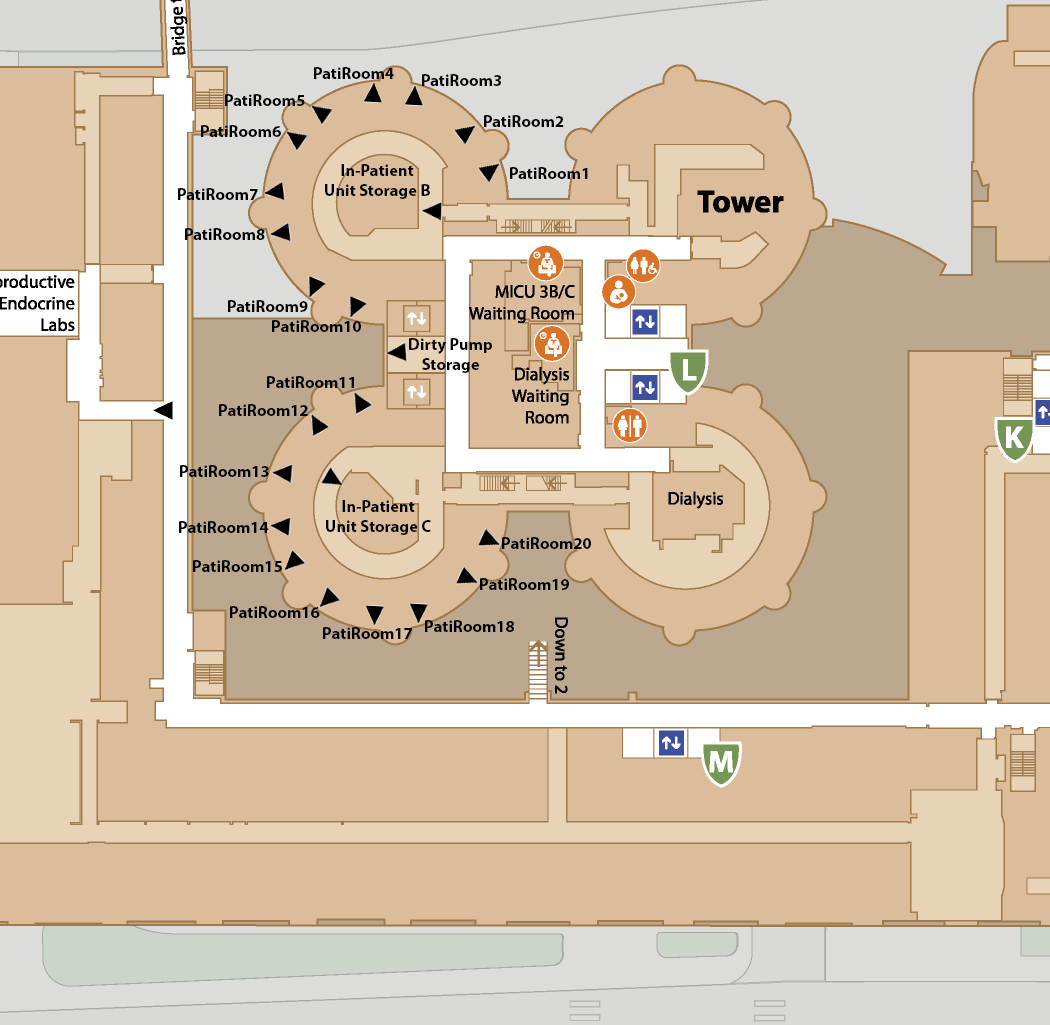 Bridge t
PatiRoom4
PatiRoom3
PatiRoom5
PatiRoom2
PatiRoom6
In-Patient
Unit Storage B
PatiRoom1
PatiRoom7
Tower
PatiRoom8
productive
Endocrine
Labs
MICU 3B/C
Waiting Room
PatiRoom9
PatiRoom10
Dirty Pump
Storage
Dialysis
Waiting
Room
L
PatiRoom11
PatiRoom12
K
PatiRoom13
In-Patient
Unit Storage C
Dialysis
PatiRoom14
PatiRoom20
PatiRoom15
PatiRoom19
PatiRoom16
PatiRoom17
PatiRoom18
Down to 2
M